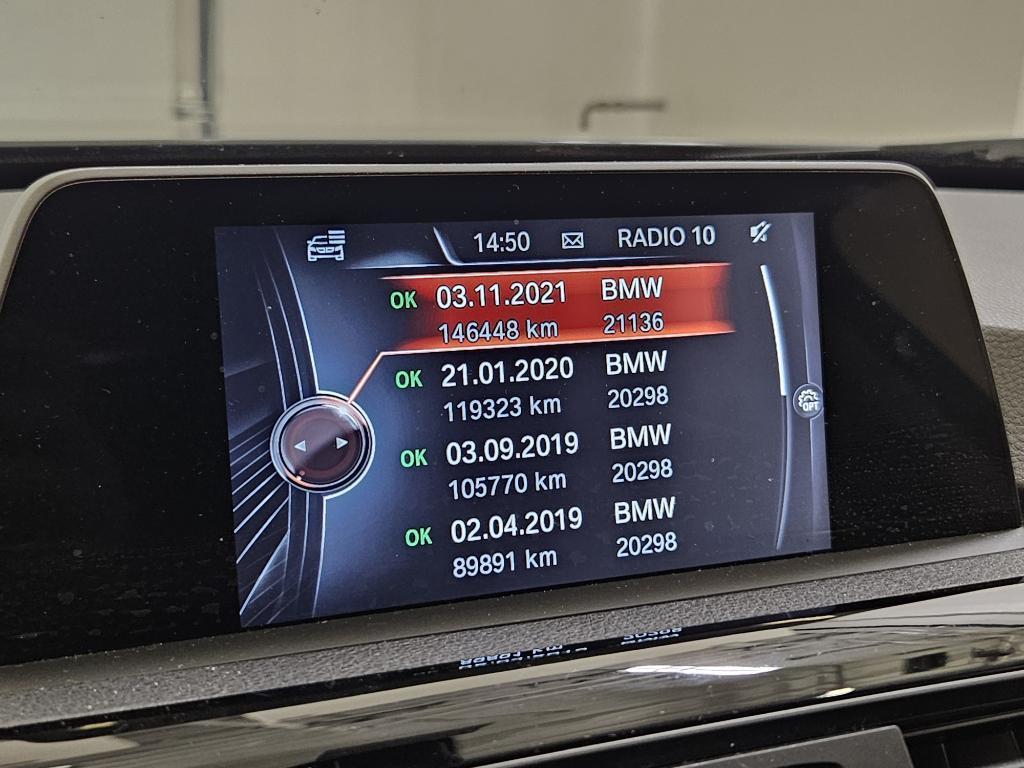 14:50 RADIO 10
OK 03.11.2021 BMW
146448 km 21136
OK 21.01.2020 BMW
119323 km 20298
OK 03.09.2019 BMW
105770 km 20298
OPT
OK 02.04.2019 BMW
89891 km 20298